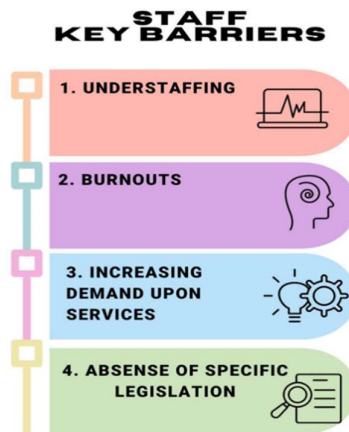 STAFF
KEY BARRIERS
1. UNDERSTAFFING
2. BURNOUTS
3. INCREASING
DEMAND UPON
SERVICES
4. ABSENSE OF SPECIFIC
LEGISLATION